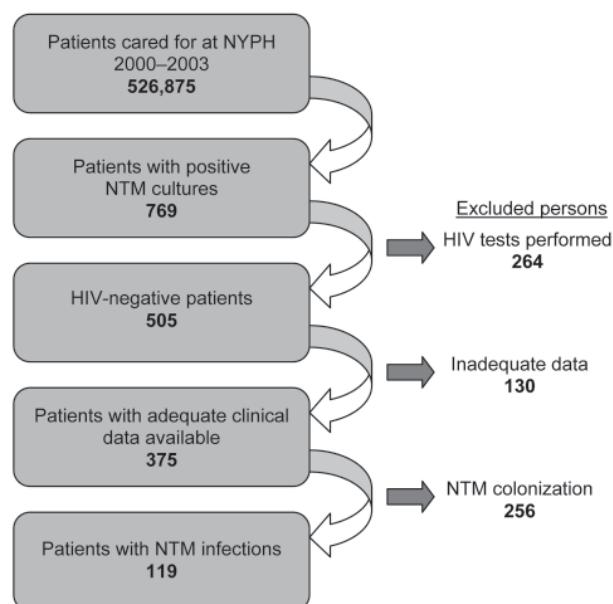 Patients cared for at NYPH
2000–2003
526,875
Patients with positive
NTM cultures
769
Excluded persons
HIV tests performed
264
HIV-negative patients
505
Inadequate data
130
Patients with adequate clinical
data available
375
NTM colonization
256
Patients with NTM infections
119